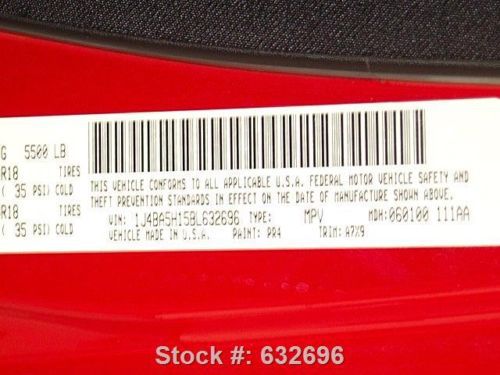 G 5500 LB
R18 TIRES
( 35 PSI) COLD
R18 TIRES
( 35 PSI) COLD
THIS VEHICLE CONFORMS TO ALL APPLICABLE U.S.A. FEDERAL MOTOR VEHICLE SAFETY AND
THEFT PREVENTION STANDARDS IN EFFECT ON THE DATE OF MANUFACTURE SHOWN ABOVE.
VIN: 1J4BA5H15BL632696 TYPE: MPV MDH:060100 111AA
VEHICLE MADE IN U.S.A. PAINT: PR4 TRIM: A7X9
Stock #: 632696